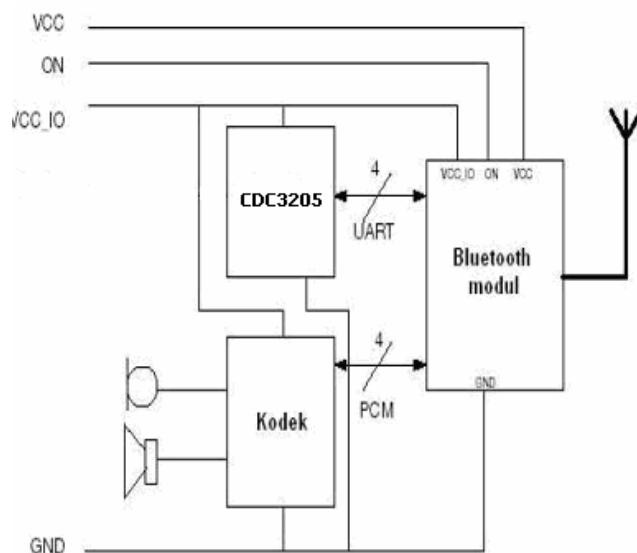 VCC
ON
VCC_IO
VCC_IO ON VCC
CDC3205
4
UART
Bluetooth
modul
4
PCM
GND
Kodek
GND